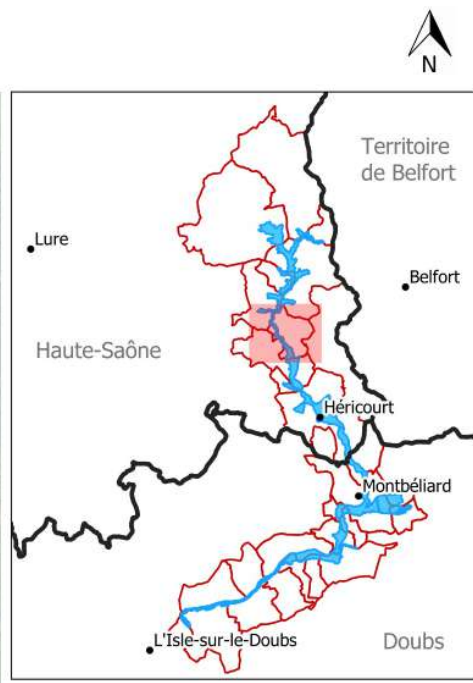 N
Territoire
de Belfort
Lure
Belfort
Haute-Saône
Héricourt
Montbéliard
L'Isle-sur-le-Doubs
Doubs